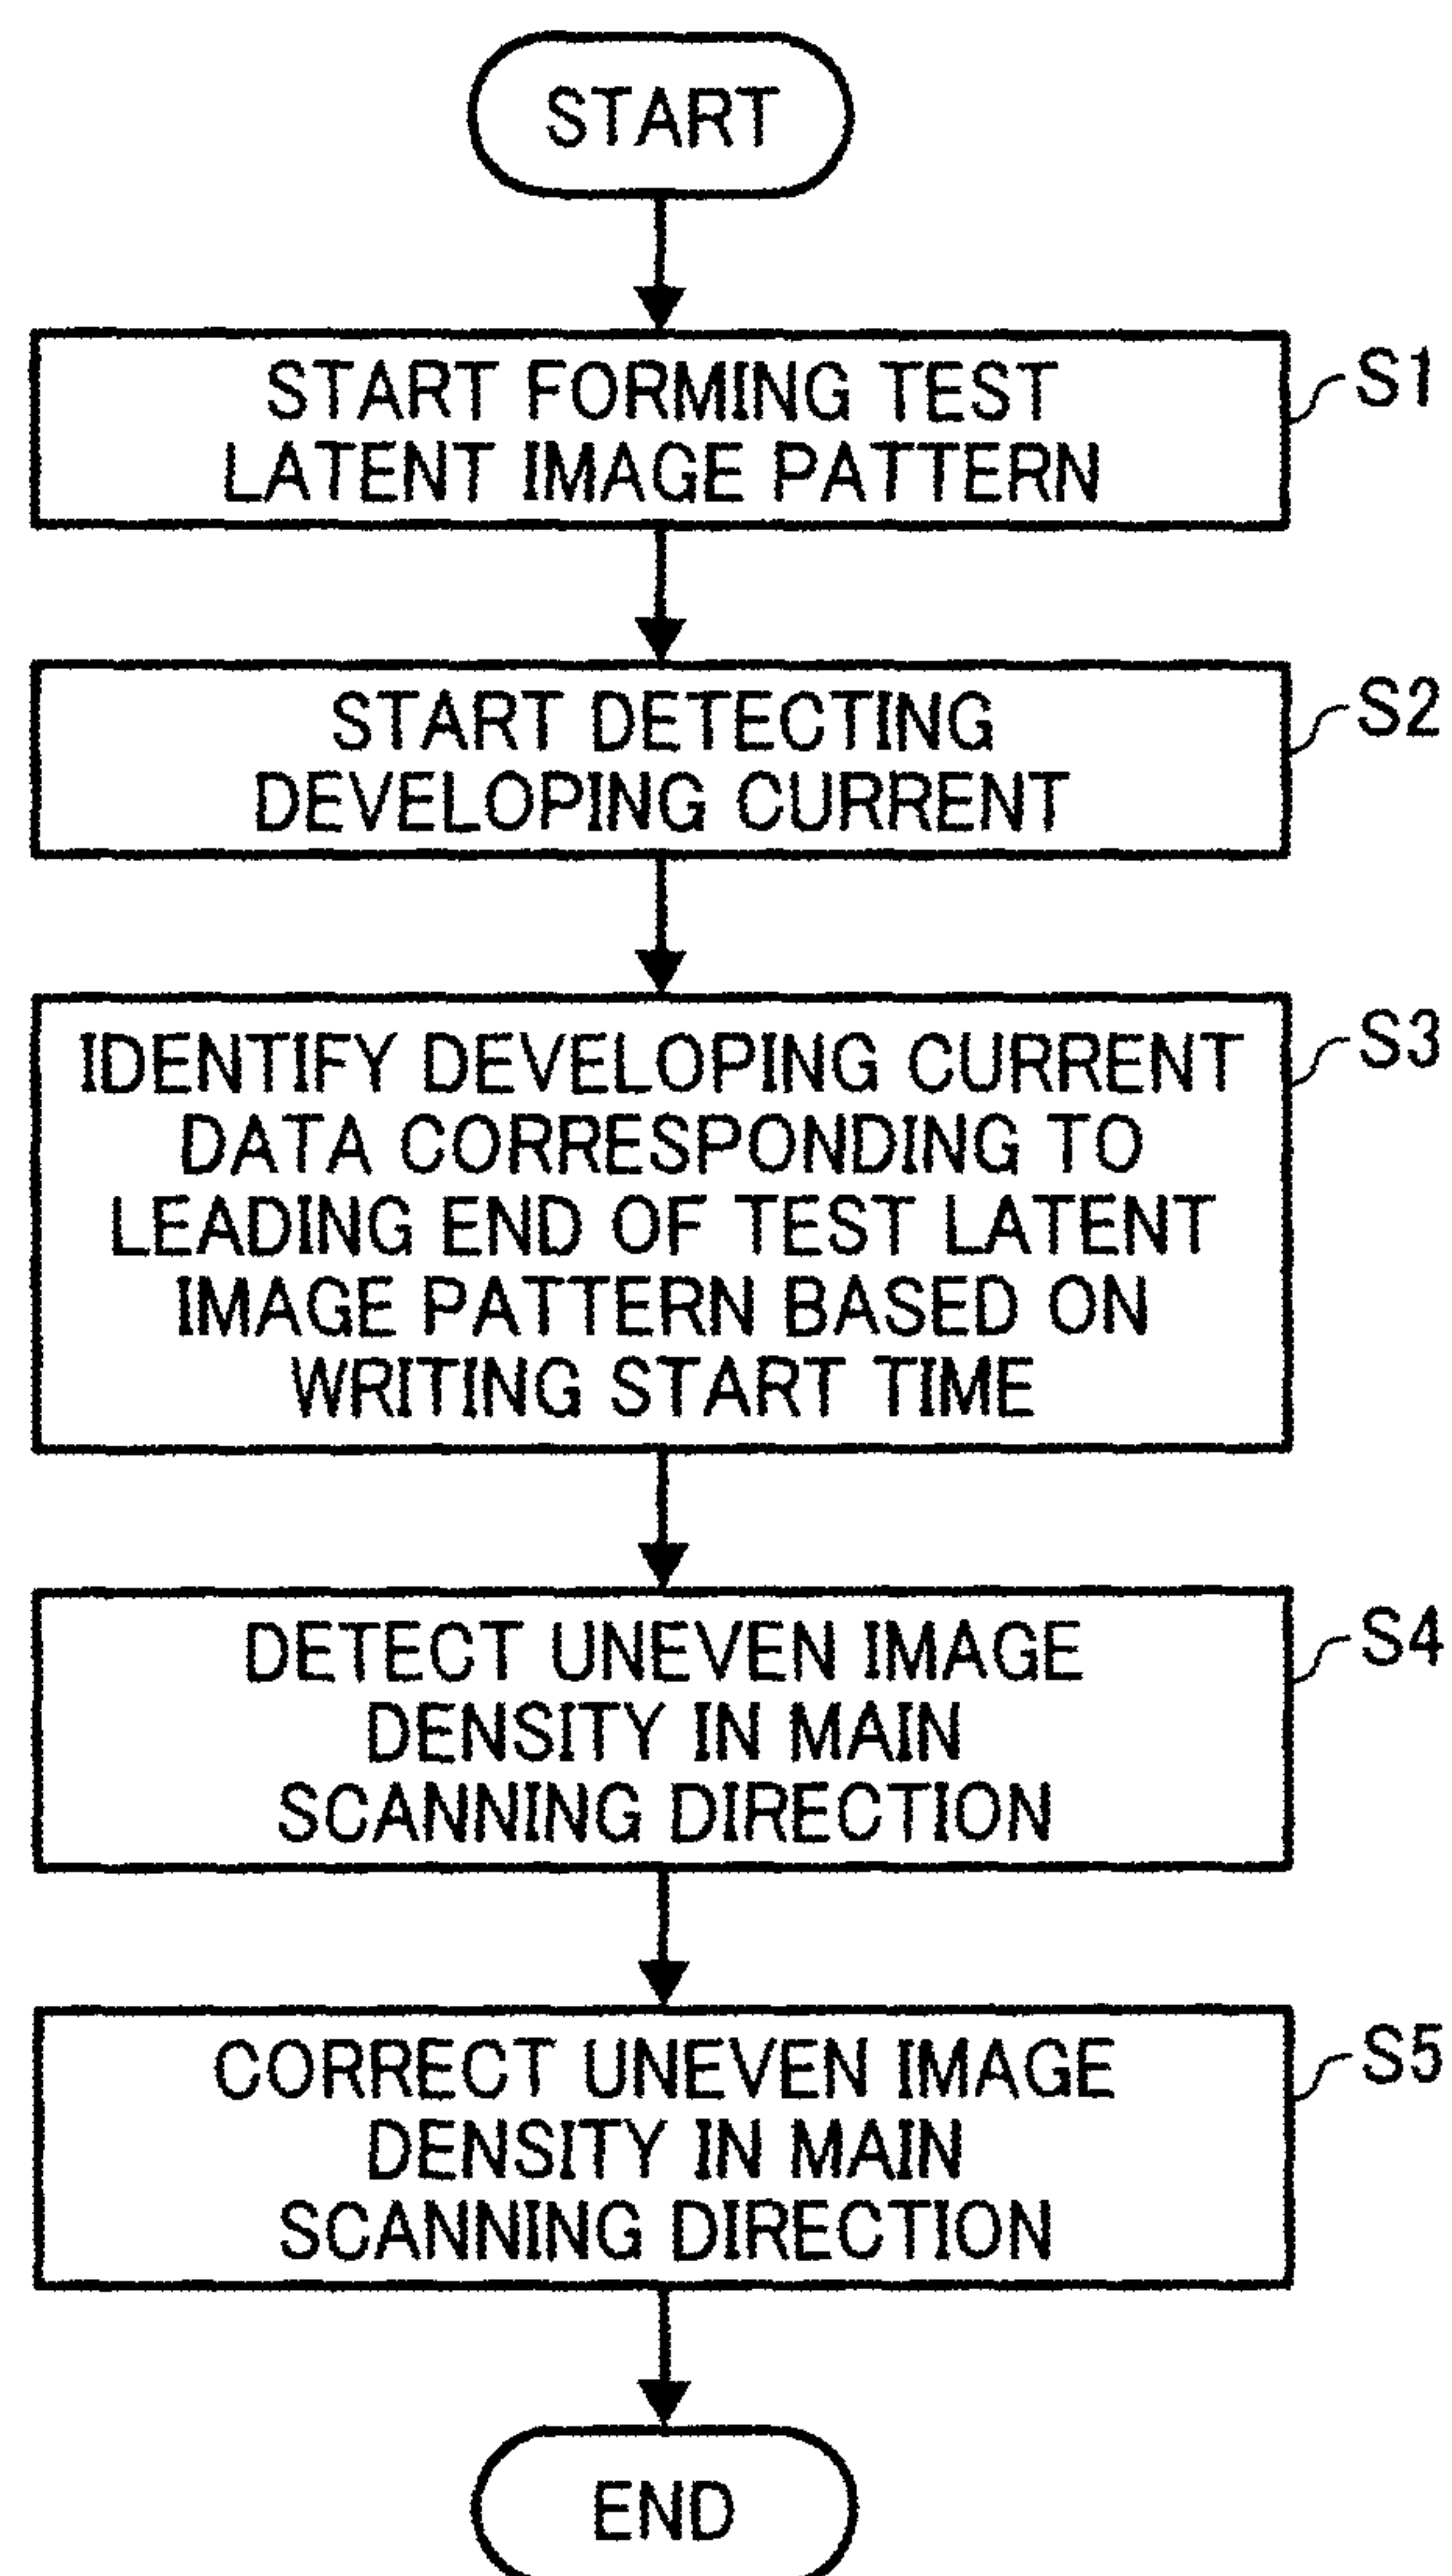 START
START FORMING TEST
LATENT IMAGE PATTERN
S1
START DETECTING
DEVELOPING CURRENT
S2
IDENTIFY DEVELOPING CURRENT
DATA CORRESPONDING TO
LEADING END OF TEST LATENT
IMAGE PATTERN BASED ON
WRITING START TIME
S3
DETECT UNEVEN IMAGE
DENSITY IN MAIN
SCANNING DIRECTION
S4
CORRECT UNEVEN IMAGE
DENSITY IN MAIN
SCANNING DIRECTION
S5
END